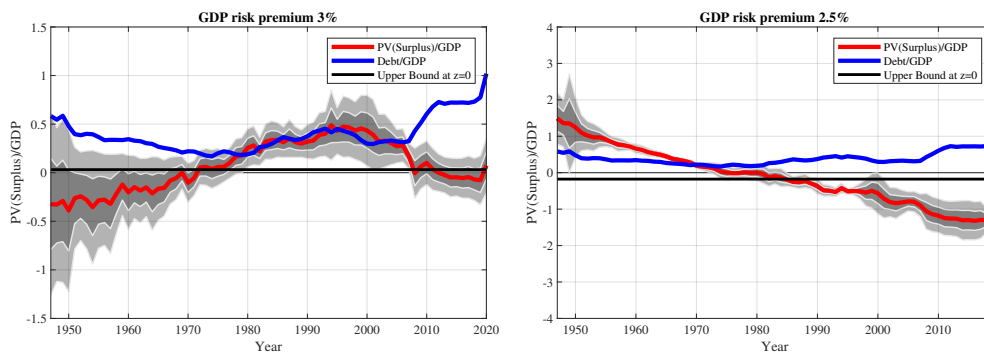 GDP risk premium 3%
PV(Surplus)/GDP
Debt/GDP
Upper Bound at z=0
1.5
1
0.5
0
-0.5
-1
-1.5
PV(Surplus)/GDP
1950 1960 1970 1980 1990 2000 2010 2020
Year
GDP risk premium 2.5%
PV(Surplus)/GDP
Debt/GDP
Upper Bound at z=0
4
3
2
1
0
-1
-2
-3
-4
PV(Surplus)/GDP
1950 1960 1970 1980 1990 2000 2010
Year